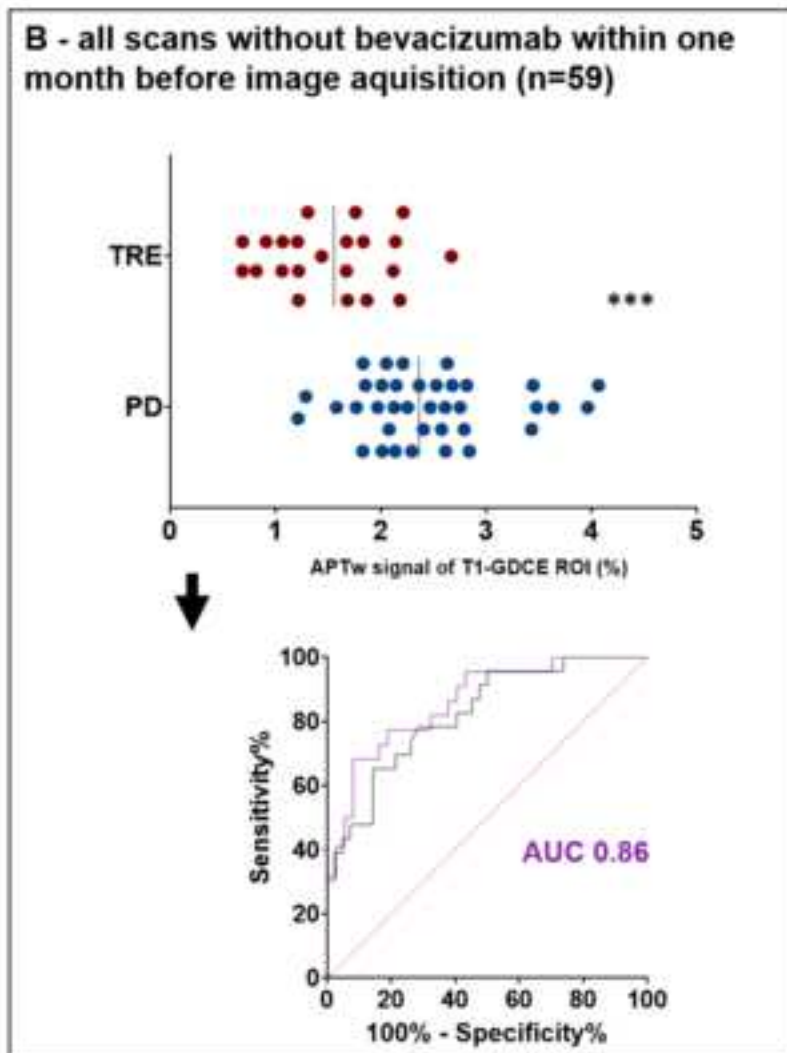 B - all scans without bevacizumab within one
month before image aquisition (n=59)
TRE
***
PD
0 1 2 3 4 5
APTw signal of T1-GDCE ROI (%)
100
80
60
40
20
0
Sensitivity%
AUC 0.86
0 20 40 60 80 100
100% - Specificity%